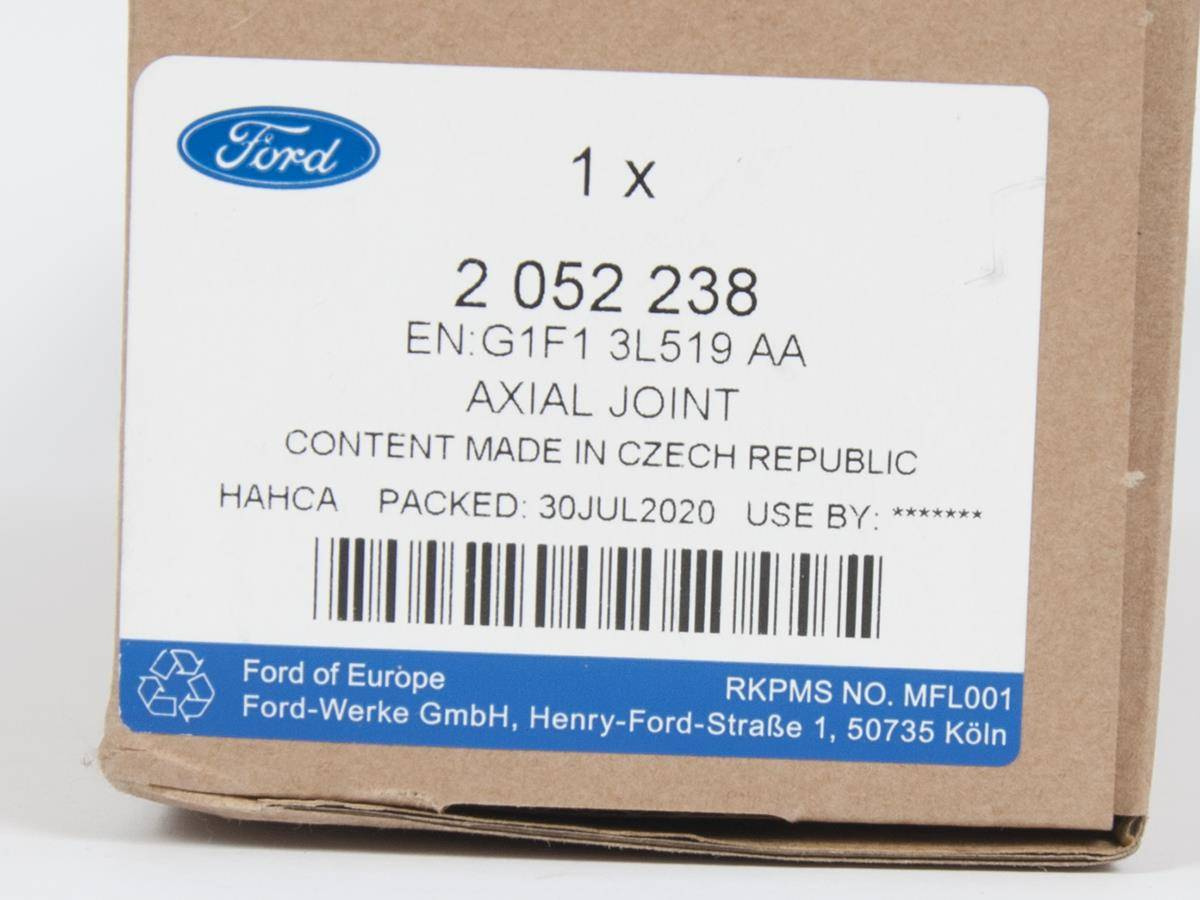 Ford
1 x
2 052 238
EN:G1F1 3L519 AA
AXIAL JOINT
CONTENT MADE IN CZECH REPUBLIC
HAHCA PACKED: 30JUL2020 USE BY: *******
Ford of Europe
RKPMS NO. MFL001
Ford-Werke GmbH, Henry-Ford-Straße 1, 50735 Köln